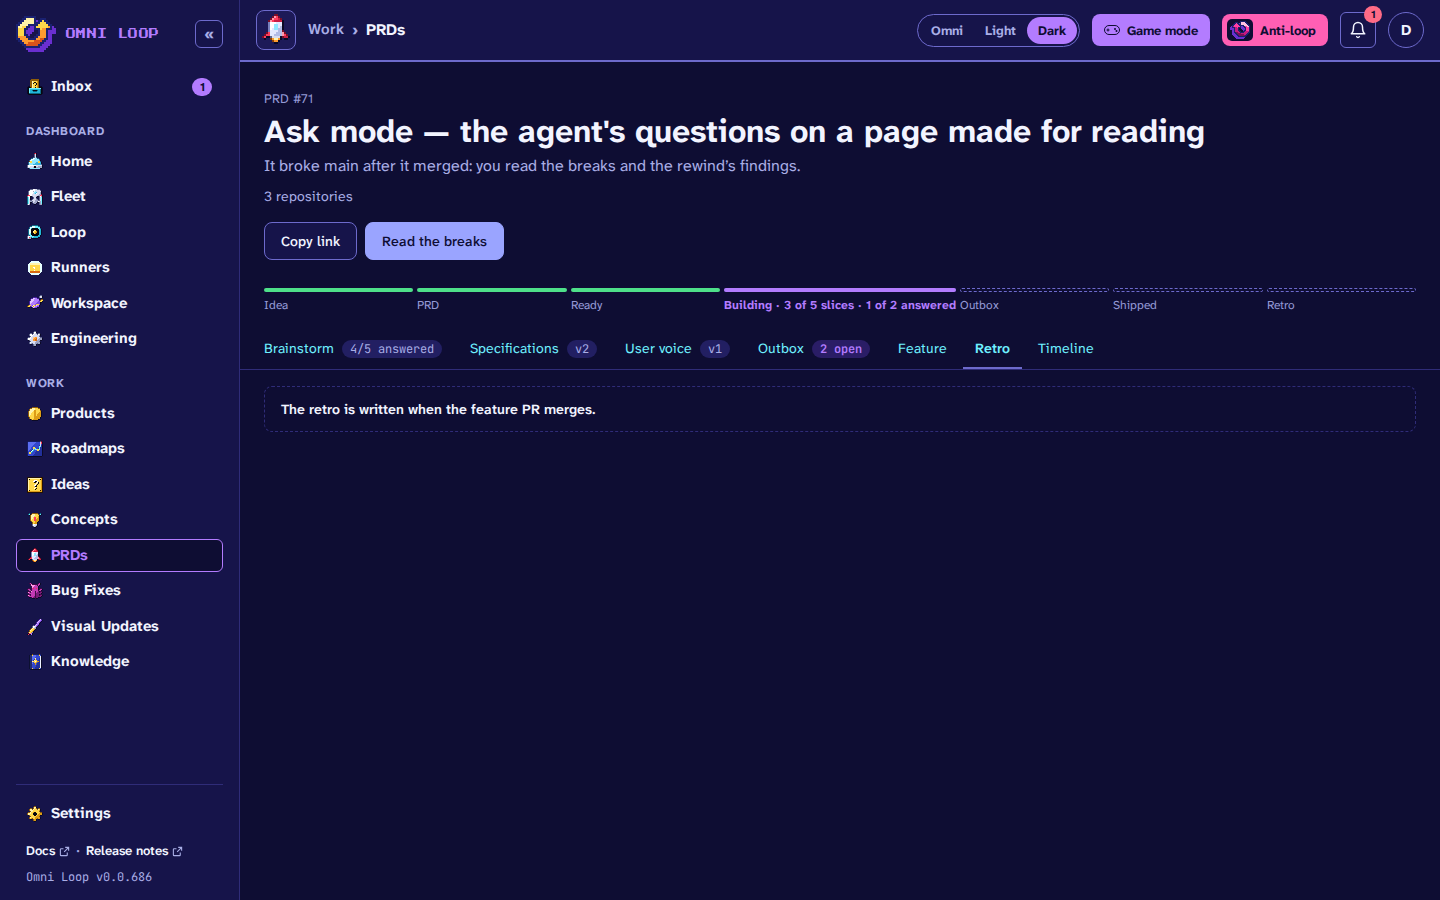 OMNI LOOP
«
Inbox 1
DASHBOARD
Home
Fleet
Loop
Runners
Workspace
Engineering
WORK
Products
Roadmaps
Ideas
Concepts
PRDs
Bug Fixes
Visual Updates
Knowledge
Settings
Docs · Release notes
Omni Loop v0.0.686
Work › PRDs
Omni Light Dark
Game mode
Anti-loop
1
D
PRD #71
Ask mode — the agent's questions on a page made for reading
It broke main after it merged: you read the breaks and the rewind’s findings.
3 repositories
Copy link
Read the breaks
Idea PRD Ready Building · 3 of 5 slices · 1 of 2 answered Outbox Shipped Retro
Brainstorm 4/5 answered Specifications v2 User voice v1 Outbox 2 open Feature Retro Timeline
The retro is written when the feature PR merges.